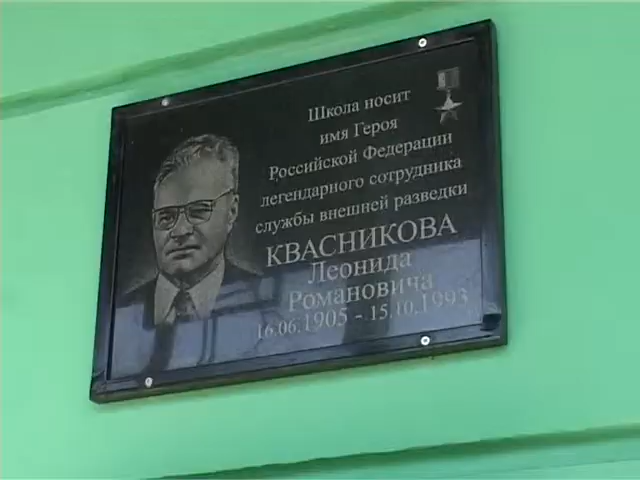 Школа носит
имя Героя
Российской Федерации
легендарного сотрудника
службы внешней разведки
КВАСНИКОВА
Леонида
Романовича
16.06.1905 - 15.10.1993